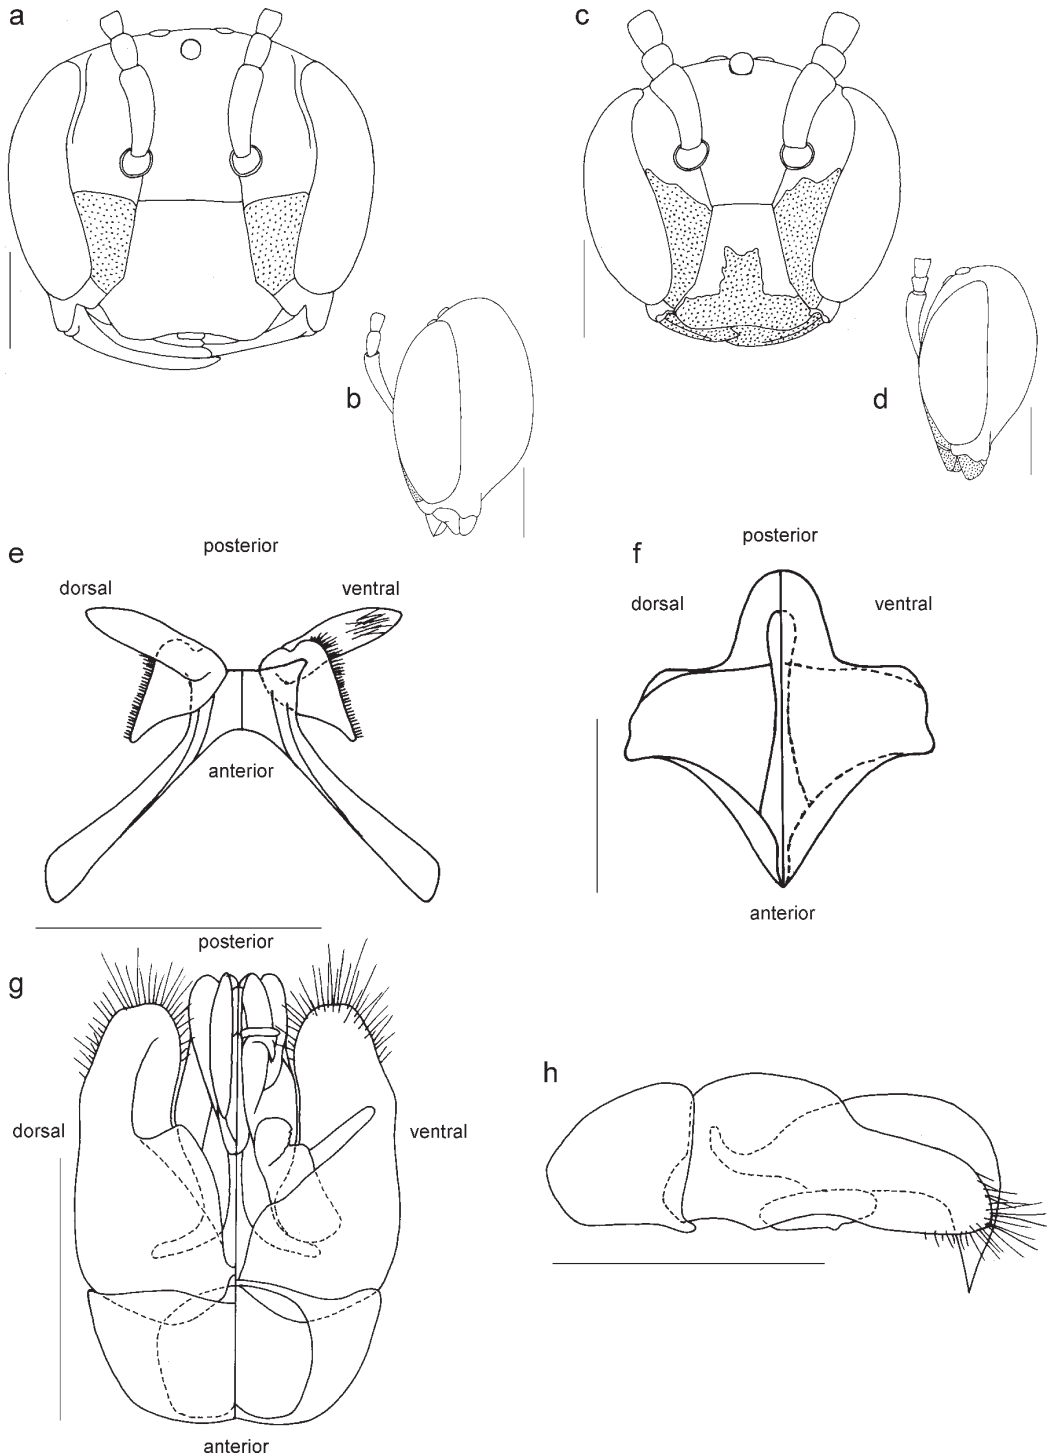 a
c
b
d
e
posterior
dorsal
ventral
anterior
f
posterior
dorsal
ventral
anterior
g
posterior
dorsal
ventral
anterior
h